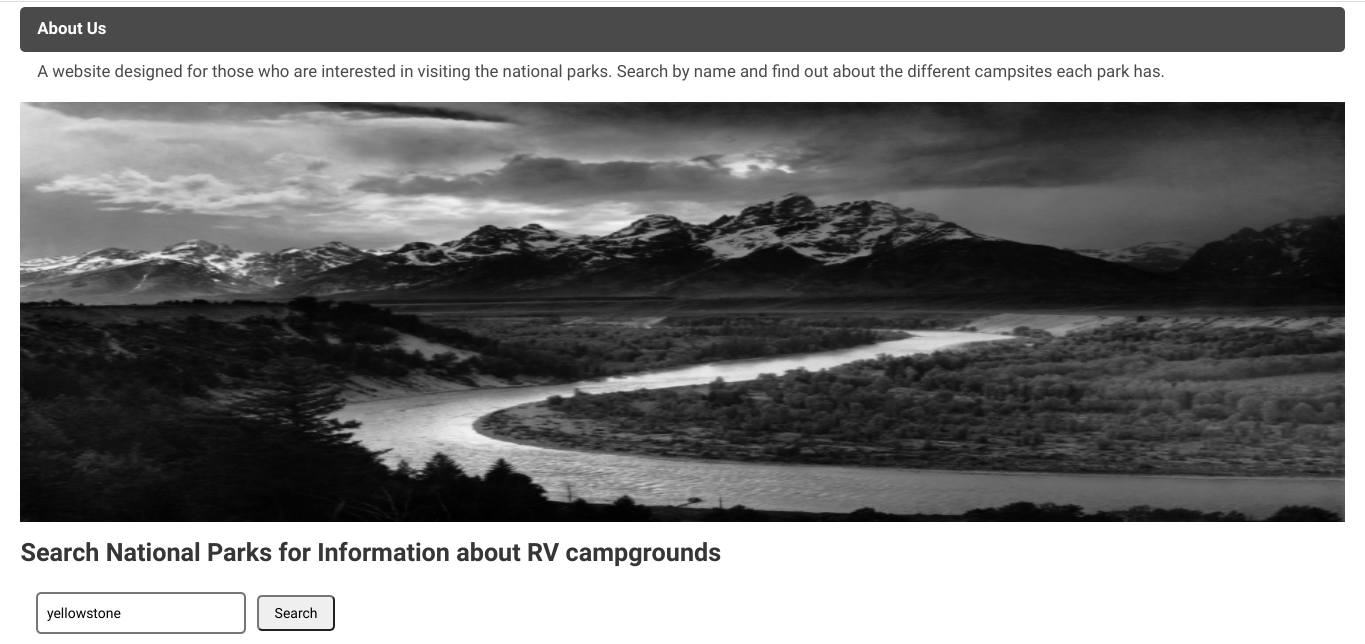 About Us
A website designed for those who are interested in visiting the national parks. Search by name and find out about the different campsites each park has.
Search National Parks for Information about RV campgrounds
yellowstone Search